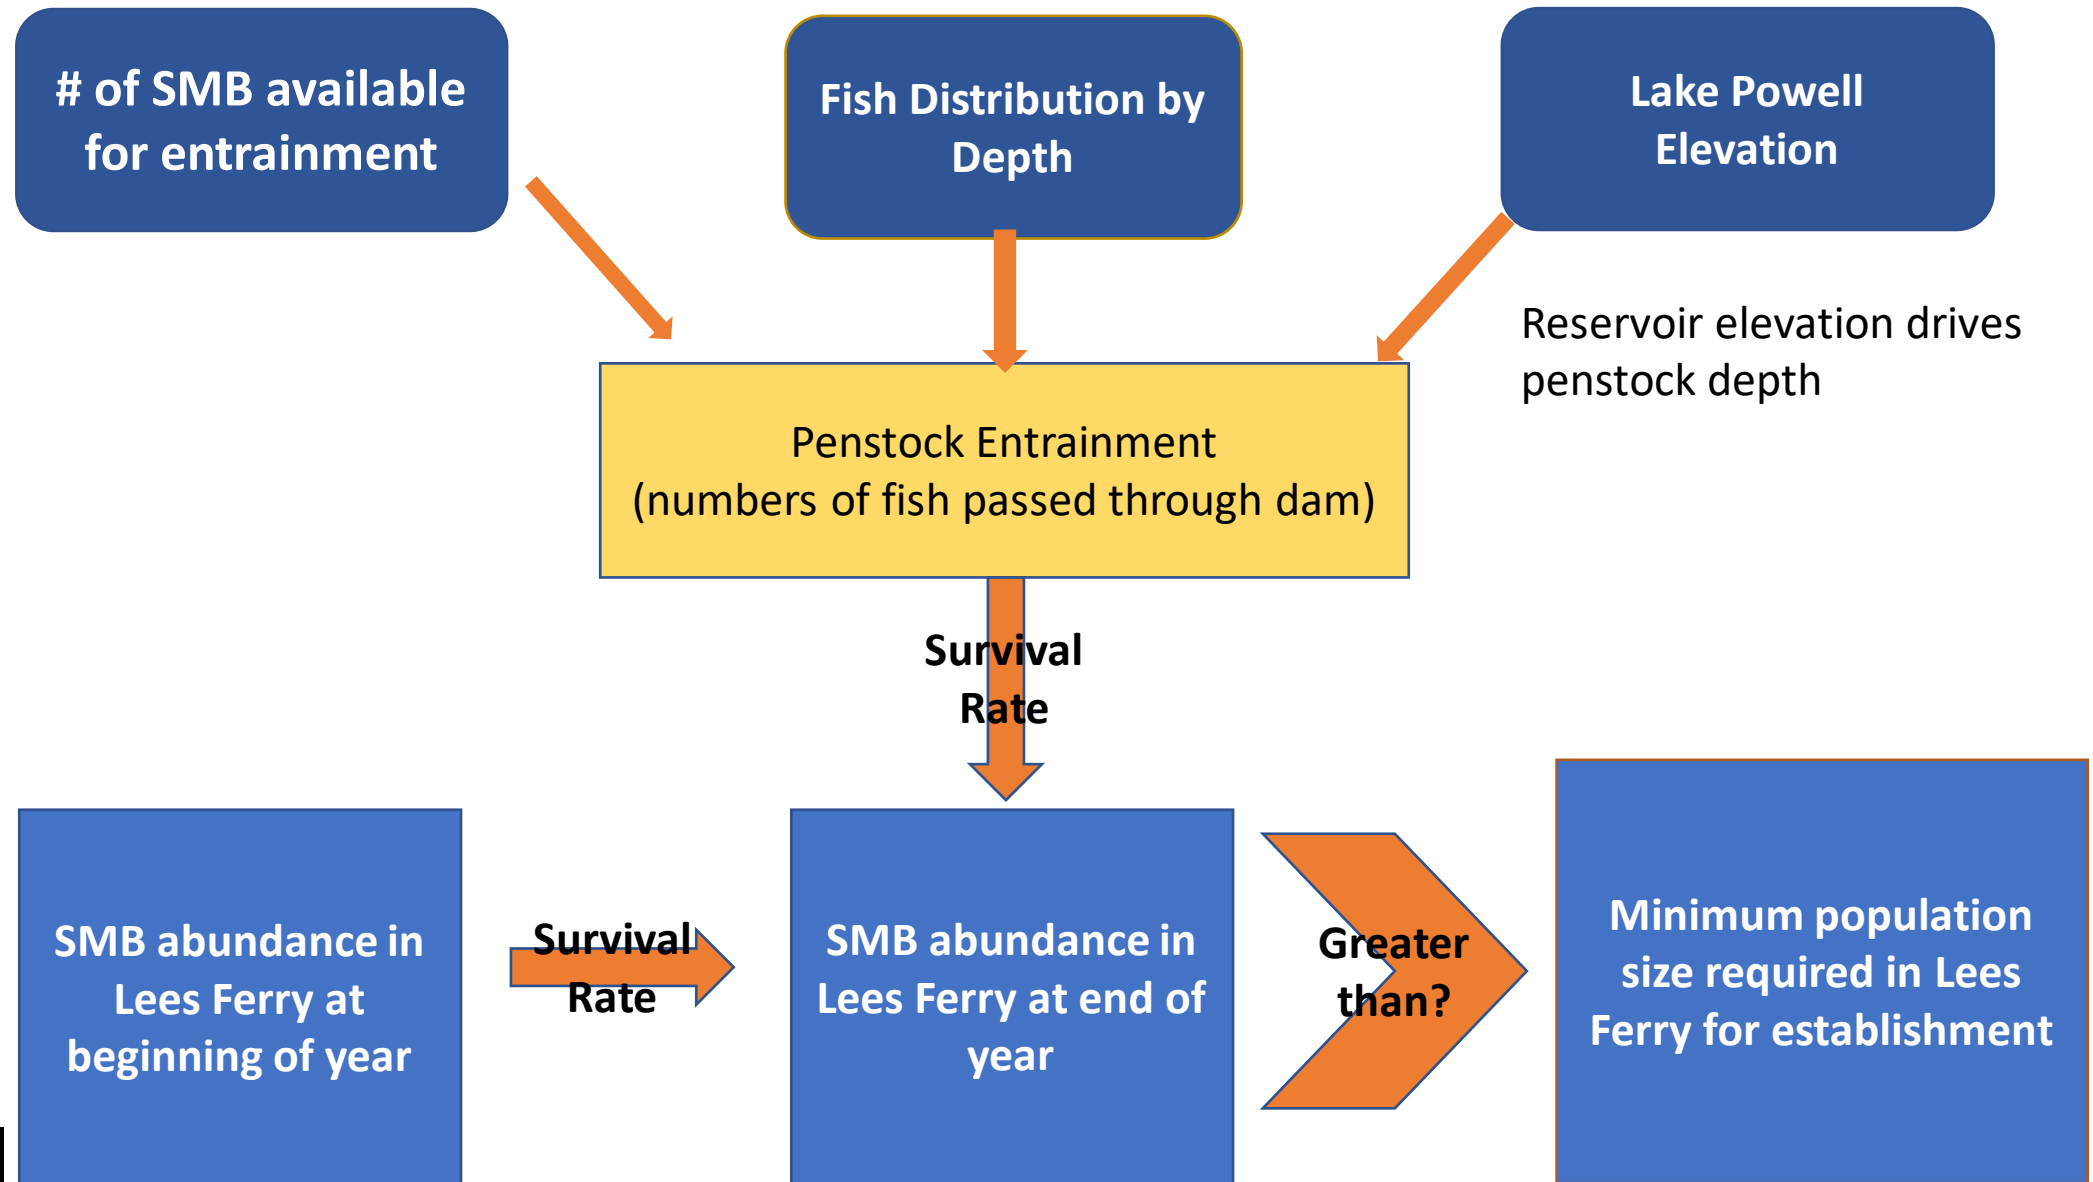 # of SMB available
for entrainment
Fish Distribution by
Depth
Lake Powell
Elevation
Reservoir elevation drives
penstock depth
Penstock Entrainment
(numbers of fish passed through dam)
Survival
Rate
SMB abundance in
Lees Ferry at
beginning of year
Survival
Rate
SMB abundance in
Lees Ferry at end of
year
Greater
than?
Minimum population
size required in Lees
Ferry for establishment